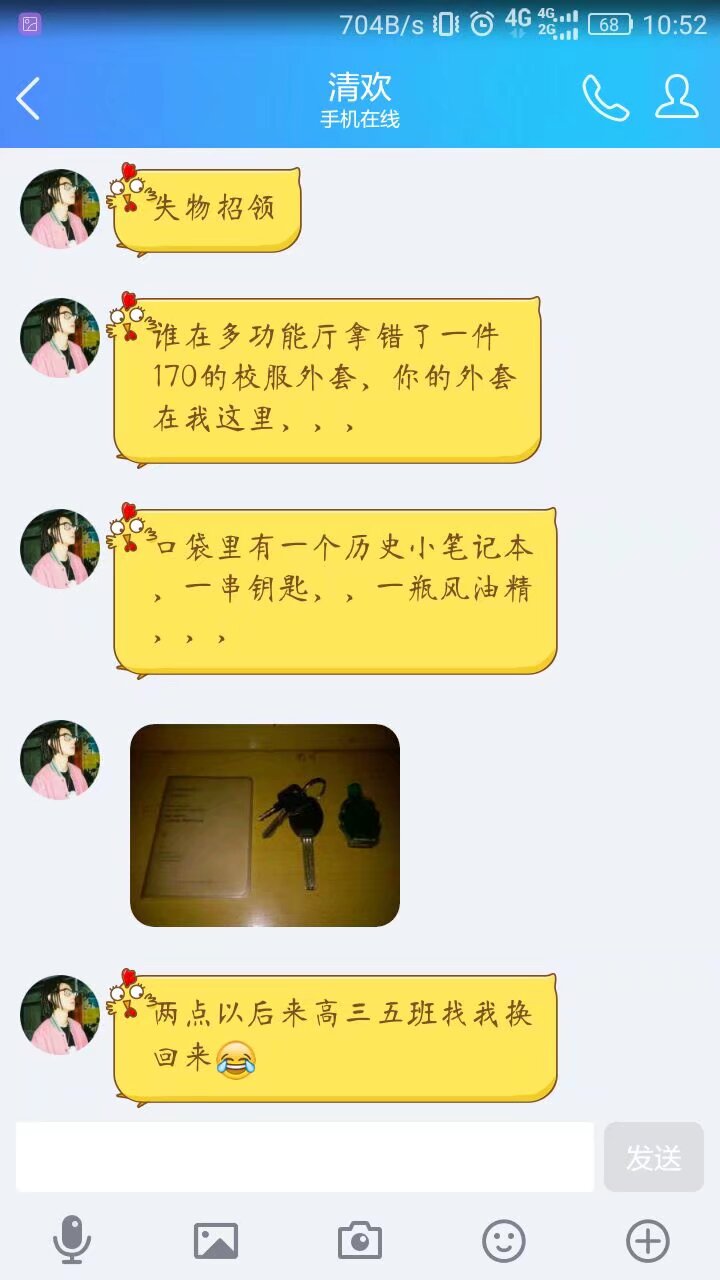 704B/s 4G 4G 2G 68 10:52
清欢
手机在线
失物招领
谁在多功能厅拿错了一件
170的校服外套，你的外套
在我这里，，，
口袋里有一个历史小笔记本
，一串钥匙，，一瓶风油精
，，，
两点以后来高三五班找我换
回来😂
发送